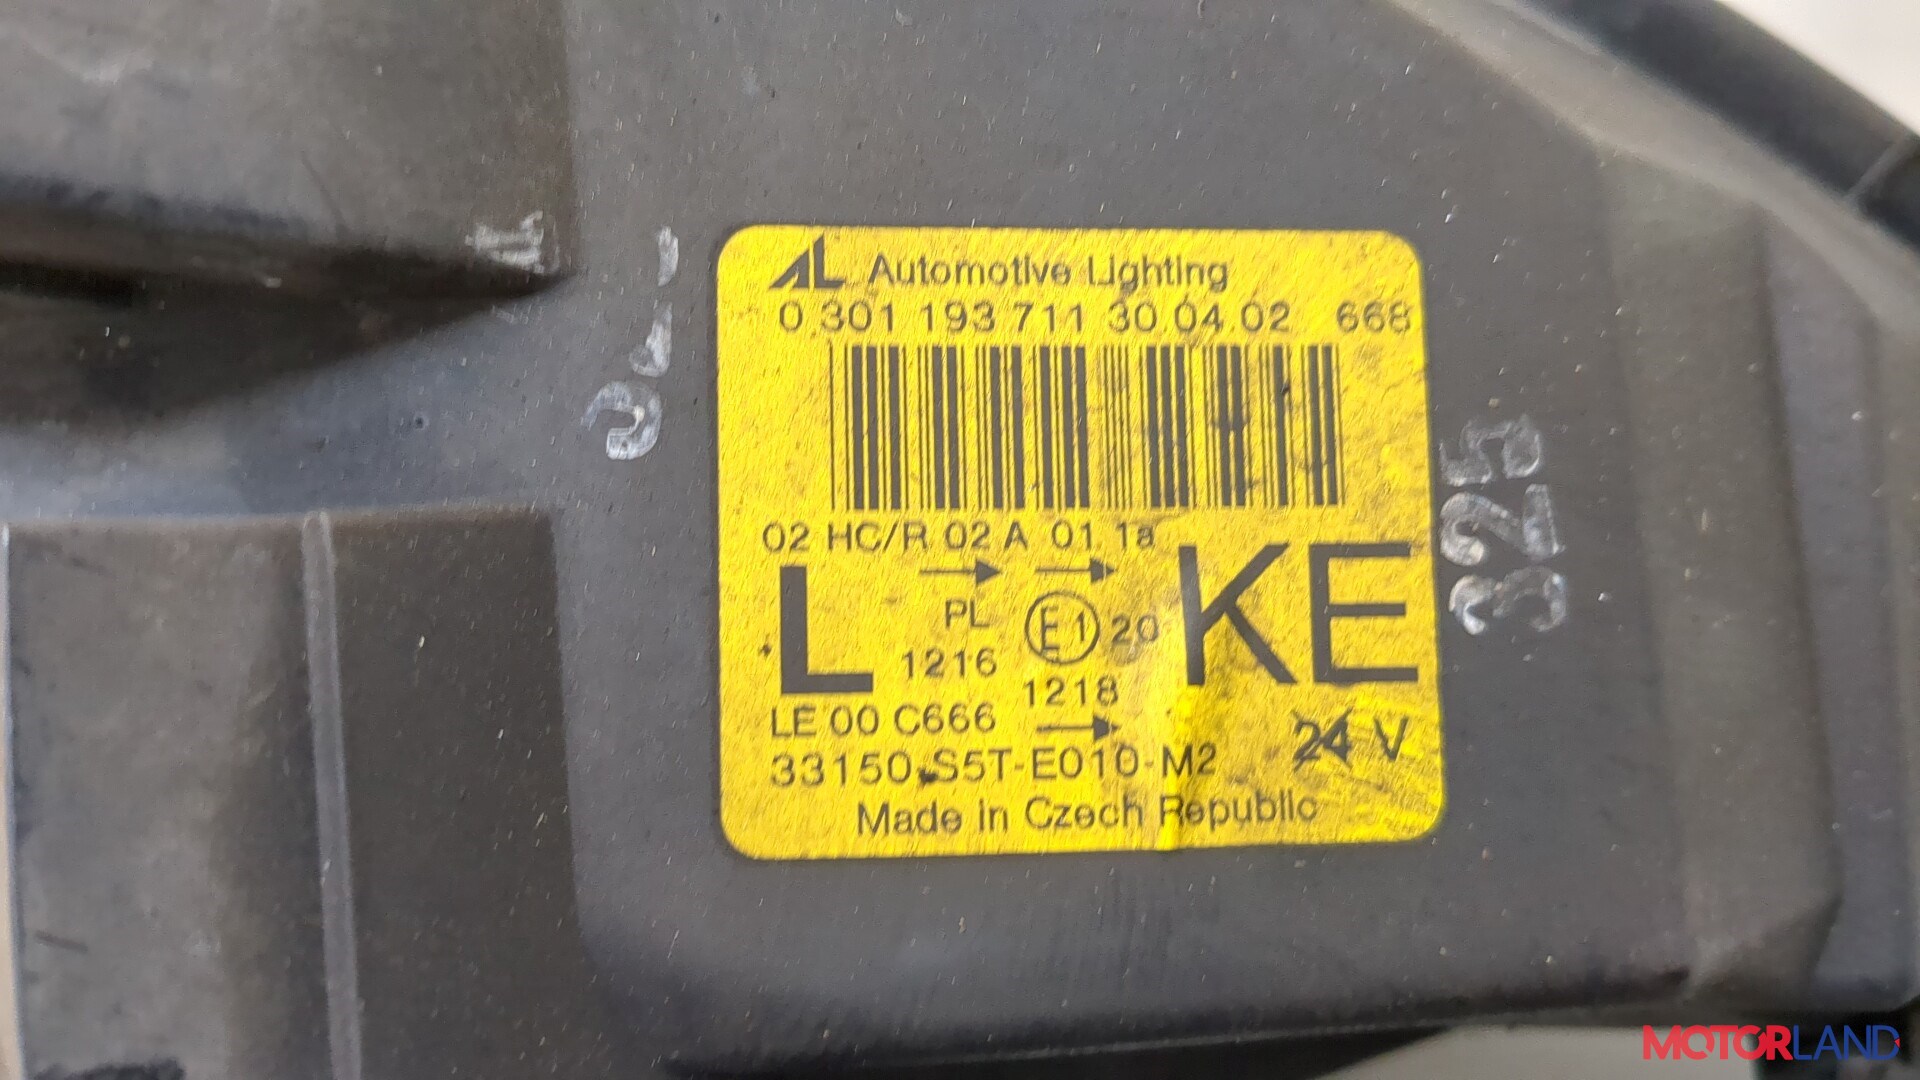 AL Automotive Lighting
0 301 193 711 30.04.02 668
02 HC/R 02 A 01 1a
L PL E1 20 KE
1216
1218
LE 00 C666
24 V
33150-S5T-E010-M2
Made in Czech Republic
325
MOTORLAND